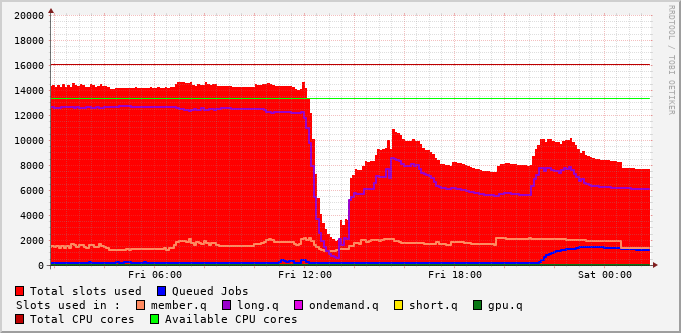 20000
18000
16000
14000
12000
10000
8000
6000
4000
2000
0
Fri 06:00 Fri 12:00 Fri 18:00 Sat 00:00
Total slots used Queued Jobs
Slots used in : member.q long.q ondemand.q short.q gpu.q
Total CPU cores Available CPU cores
RRDTOOL / TOBI OETIKER